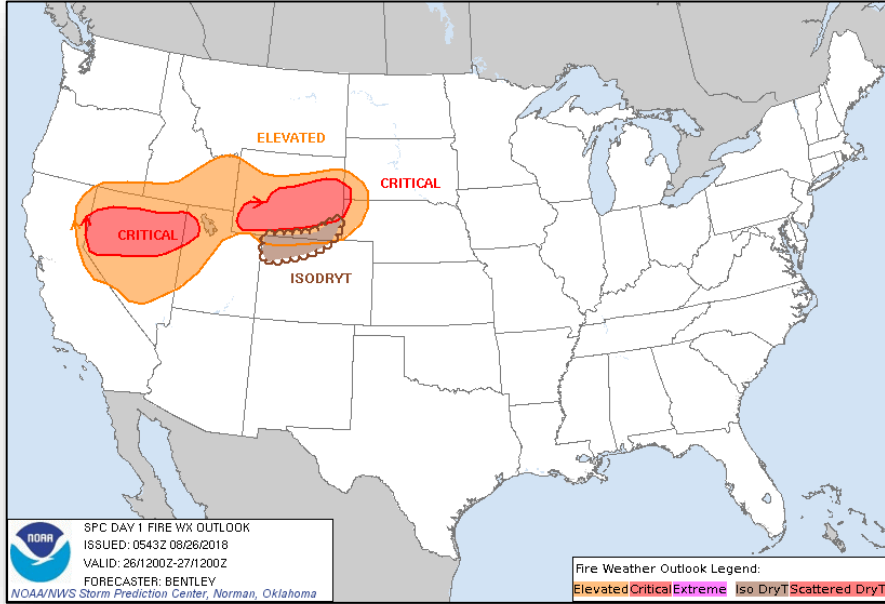 ELEVATED
CRITICAL
CRITICAL
ISODRYT
NOAA
SPC DAY 1 FIRE WX OUTLOOK
ISSUED: 0543Z 08/26/2018
VALID: 26/1200Z-27/1200Z
FORECASTER: BENTLEY
NOAA/NWS Storm Prediction Center, Norman, Oklahoma
Fire Weather Outlook Legend:
Elevated Critical Extreme Iso DryT Scattered DryT